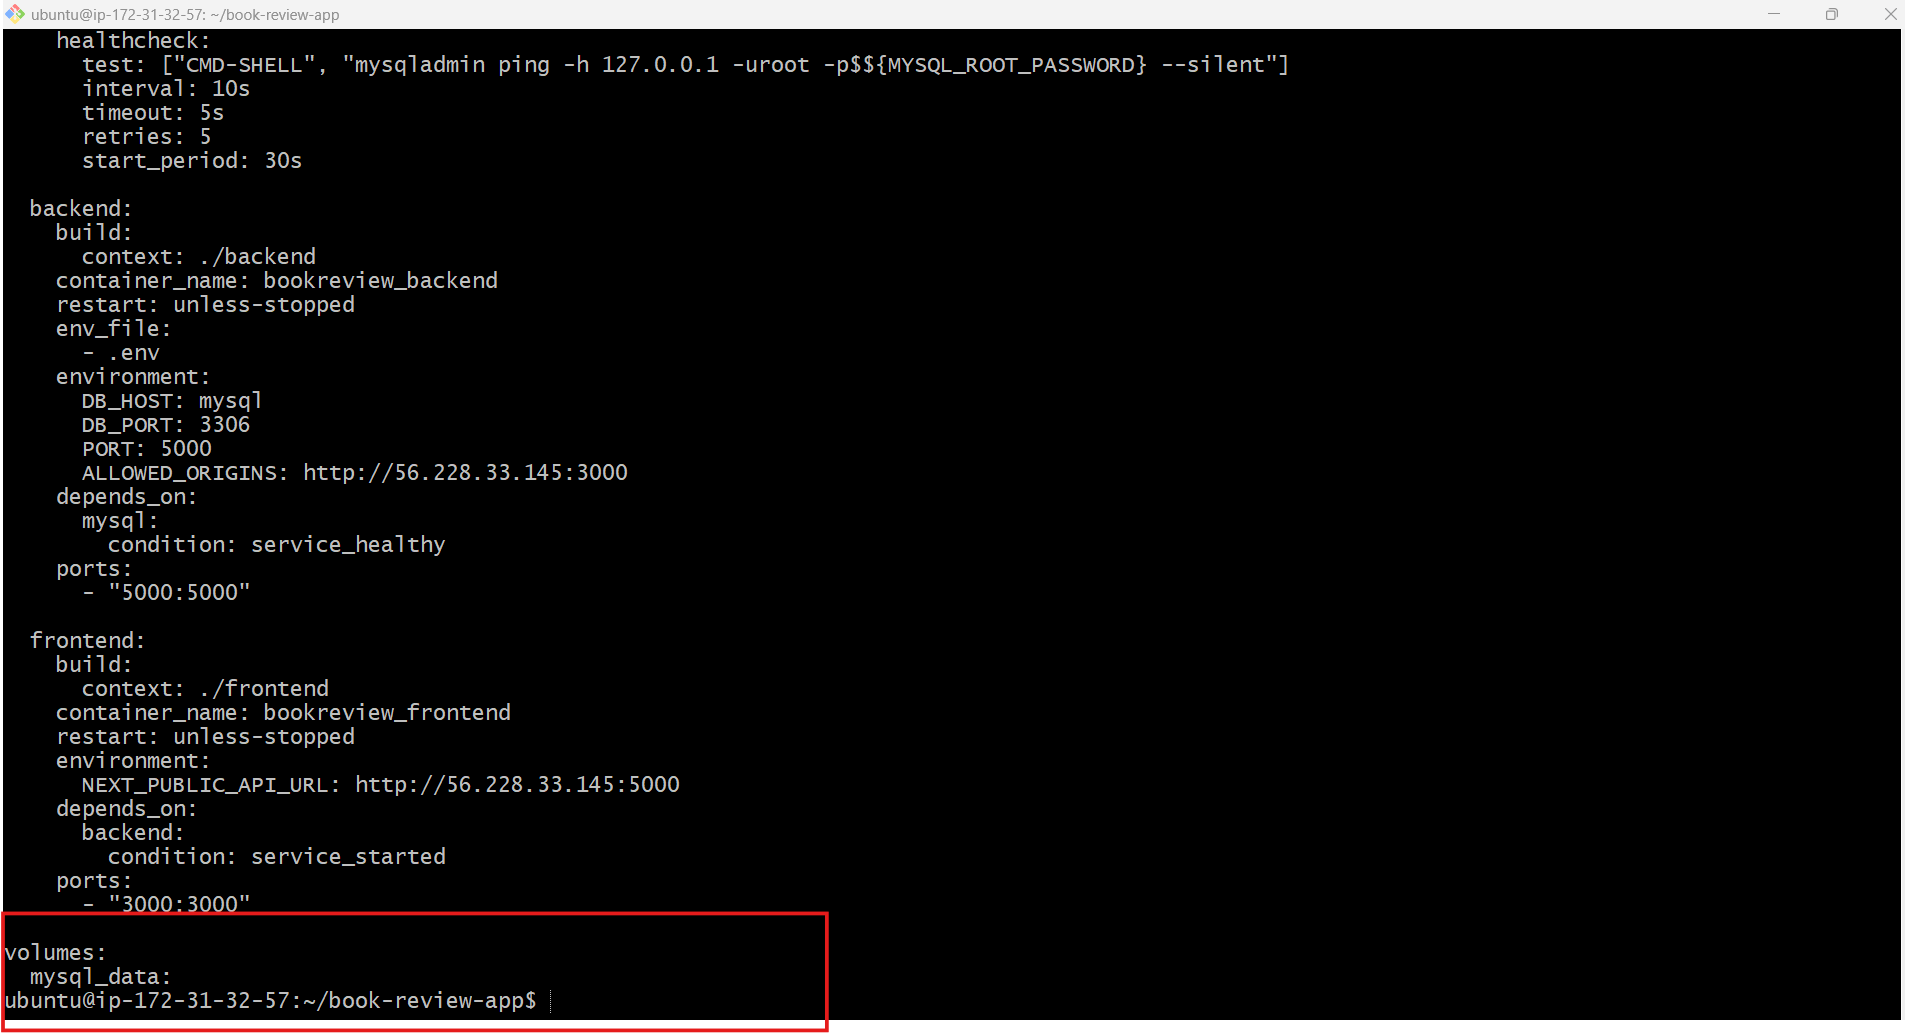 ubuntu@ip-172-31-32-57: ~/book-review-app
    healthcheck:
      test: ["CMD-SHELL", "mysqladmin ping -h 127.0.0.1 -uroot -p$${MYSQL_ROOT_PASSWORD} --silent"]
      interval: 10s
      timeout: 5s
      retries: 5
      start_period: 30s

  backend:
    build:
      context: ./backend
    container_name: bookreview_backend
    restart: unless-stopped
    env_file:
      - .env
    environment:
      DB_HOST: mysql
      DB_PORT: 3306
      PORT: 5000
      ALLOWED_ORIGINS: http://56.228.33.145:3000
    depends_on:
      mysql:
        condition: service_healthy
    ports:
      - "5000:5000"

  frontend:
    build:
      context: ./frontend
    container_name: bookreview_frontend
    restart: unless-stopped
    environment:
      NEXT_PUBLIC_API_URL: http://56.228.33.145:5000
    depends_on:
      backend:
        condition: service_started
    ports:
      - "3000:3000"

volumes:
  mysql_data:
ubuntu@ip-172-31-32-57:~/book-review-app$